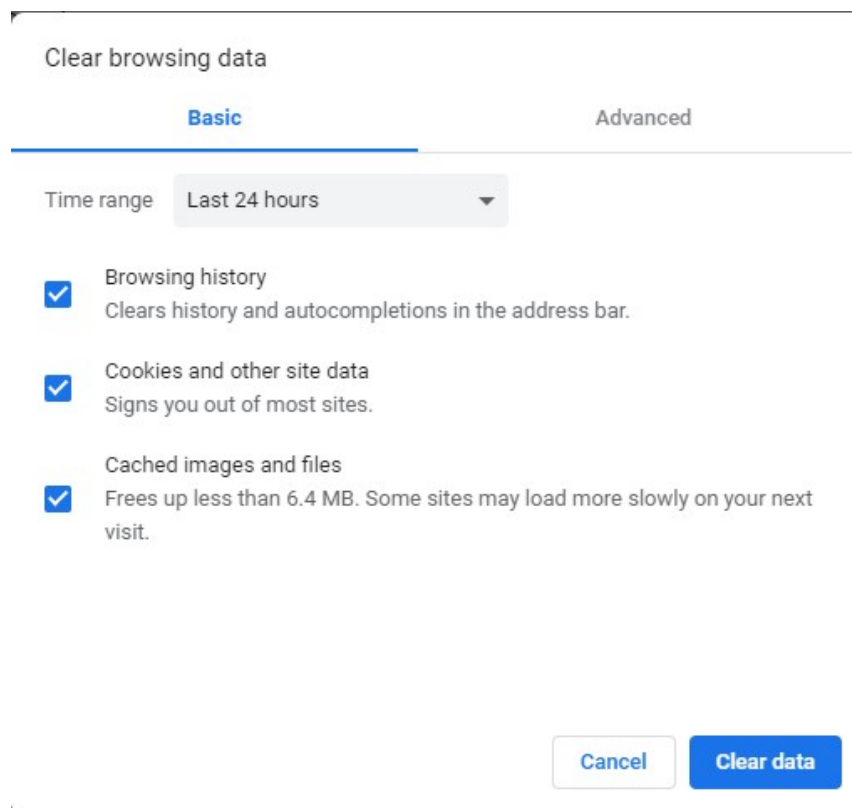 Clear browsing data
Basic Advanced
Time range Last 24 hours
Browsing history
Clears history and autocompletions in the address bar.
Cookies and other site data
Signs you out of most sites.
Cached images and files
Frees up less than 6.4 MB. Some sites may load more slowly on your next
visit.
Cancel Clear data